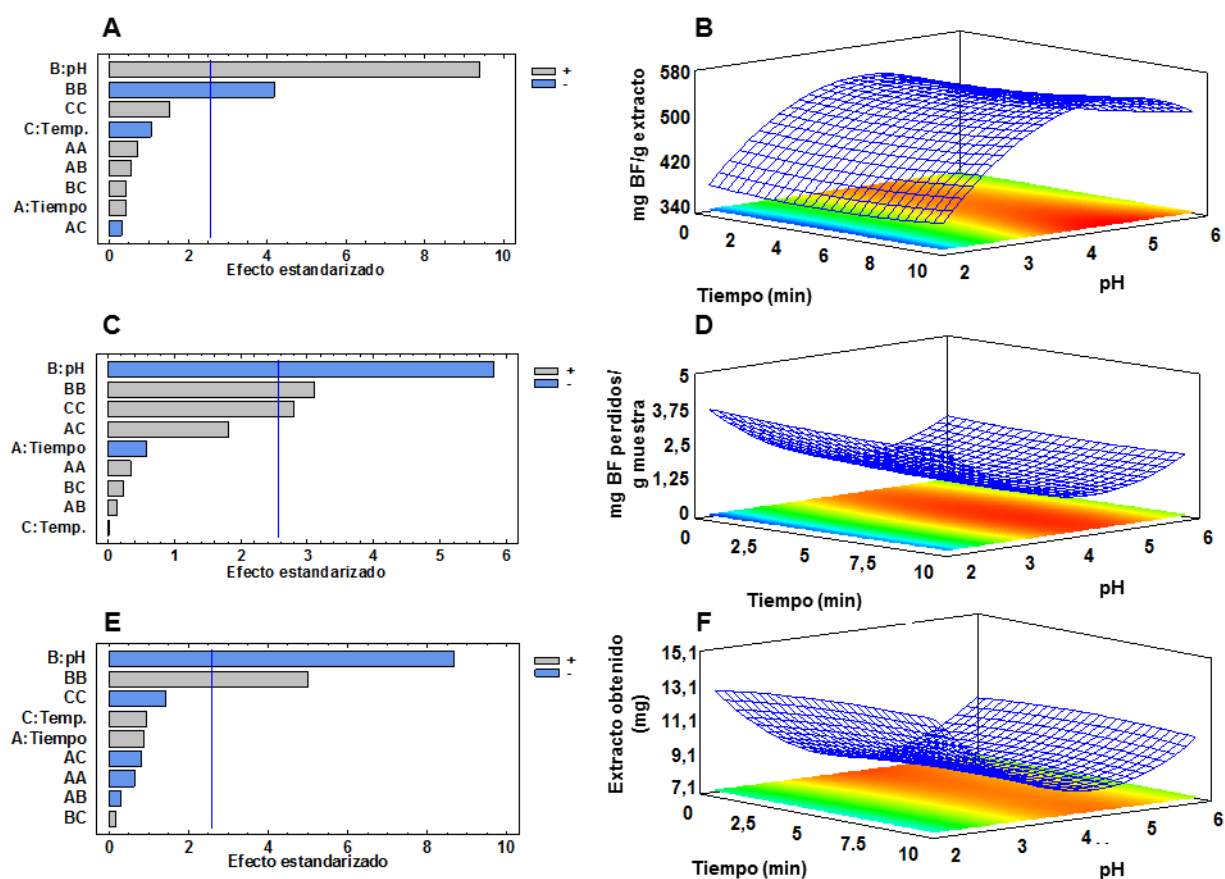 A
B:pH
BB
CC
C:Temp.
AA
AB
BC
A:Tiempo
AC
0 2 4 6 8 10
Efecto estandarizado
+
-
B
mg BF/g extracto
580
500
420
340
0 2 4 6 8 10
Tiempo (min)
2 3 4 5 6
pH
C
B:pH
BB
CC
AC
A:Tiempo
AA
BC
AB
C:Temp.
0 1 2 3 4 5 6
Efecto estandarizado
+
-
D
mg BF perdidos/
g muestra
5
3,75
2,5
1,25
0
0 2,5 5 7,5 10
Tiempo (min)
2 3 4 5 6
pH
E
B:pH
BB
CC
C:Temp.
A:Tiempo
AC
AA
AB
BC
0 2 4 6 8 10
Efecto estandarizado
+
-
F
Extracto obtenido
(mg)
15,1
13,1
11,1
9,1
7,1
0 2,5 5 7.5 10
Tiempo (min)
2 3 4 5 6
pH